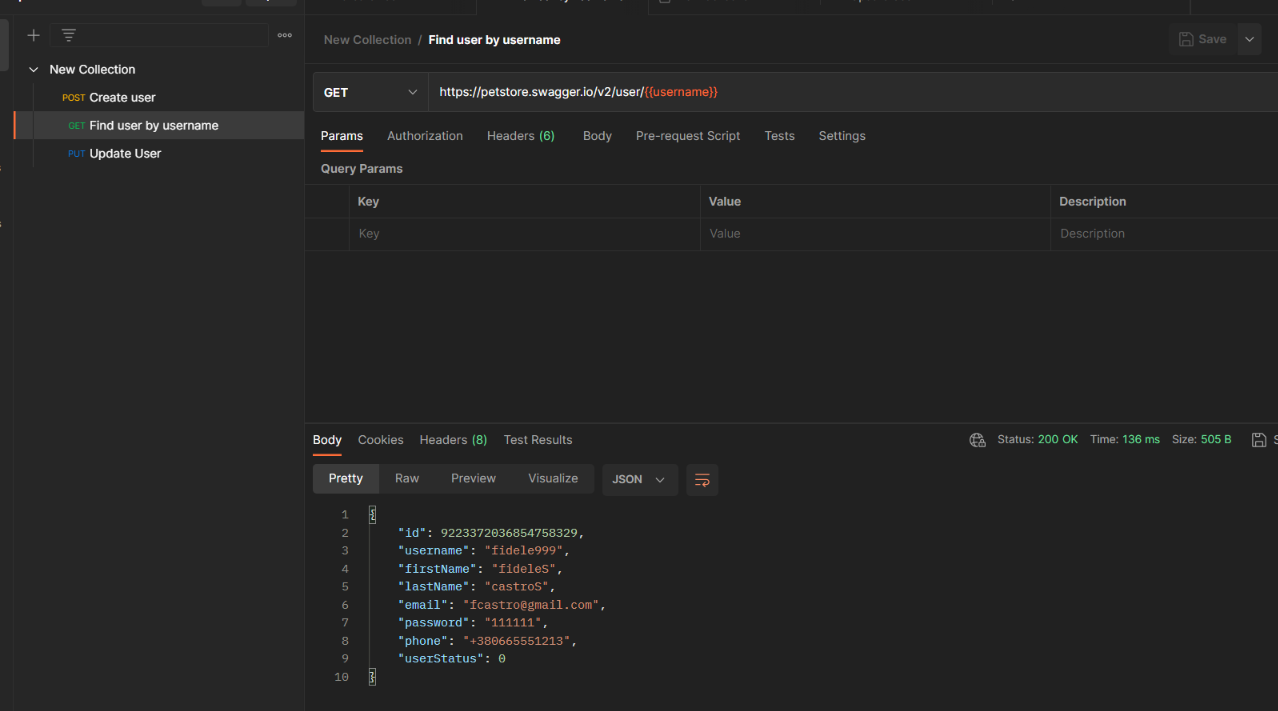 New Collection / Find user by username
Save
New Collection
POST Create user
GET Find user by username
PUT Update User
GET https://petstore.swagger.io/v2/user/{{username}}
Params Authorization Headers (6) Body Pre-request Script Tests Settings
Query Params
Key Value Description
Key Value Description
Body Cookies Headers (8) Test Results Status: 200 OK Time: 136 ms Size: 505 B
Pretty Raw Preview Visualize JSON
1 {
2 "id": 9223372036854758329,
3 "username": "fidele999",
4 "firstName": "fideleS",
5 "lastName": "castroS",
6 "email": "fcastro@gmail.com",
7 "password": "111111",
8 "phone": "+380665551213",
9 "userStatus": 0
10 }